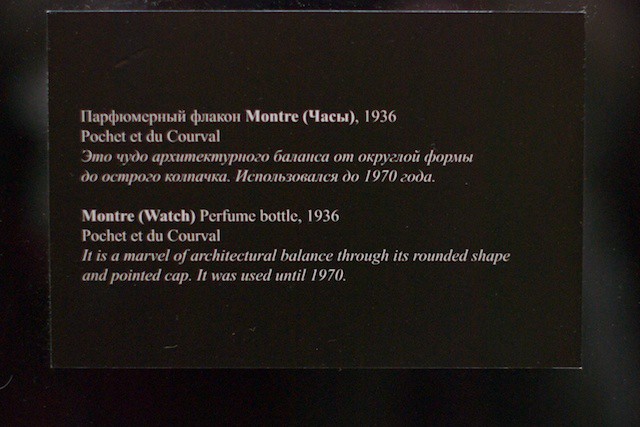 Парфюмерный флакон Montre (Часы), 1936
Pochet et du Courval
Это чудо архитектурного баланса от округлой формы
до острого колпачка. Использовался до 1970 года.
Montre (Watch) Perfume bottle, 1936
Pochet et du Courval
It is a marvel of architectural balance through its rounded shape
and pointed cap. It was used until 1970.